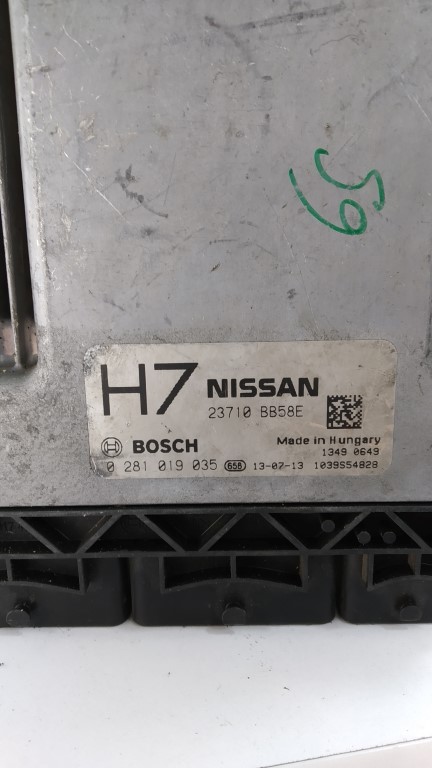 59
H7 NISSAN
23710 BB58E
BOSCH
Made in Hungary
1349 0649
0 281 019 035 658 13-07-13 1039S54828